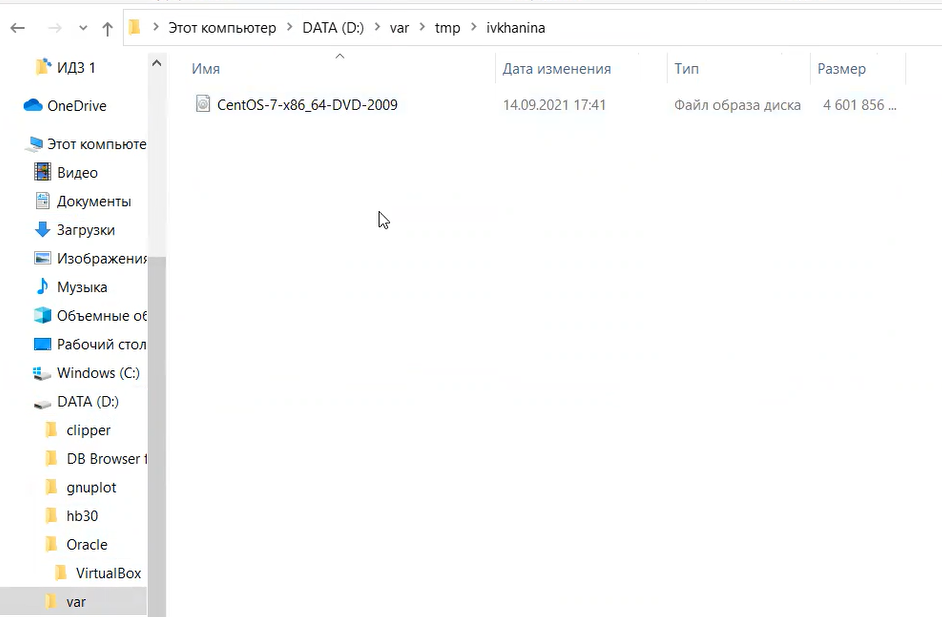 Этот компьютер > DATA (D:) > var > tmp > ivkhanina
ИДЗ 1
OneDrive
Этот компьюте
Видео
Документы
Загрузки
Изображения
Музыка
Объемные об
Рабочий стол
Windows (C:)
DATA (D:)
clipper
DB Browser f
gnuplot
hb30
Oracle
VirtualBox
var
Имя Дата изменения Тип Размер
CentOS-7-x86_64-DVD-2009 14.09.2021 17:41 Файл образа диска 4 601 856 ...